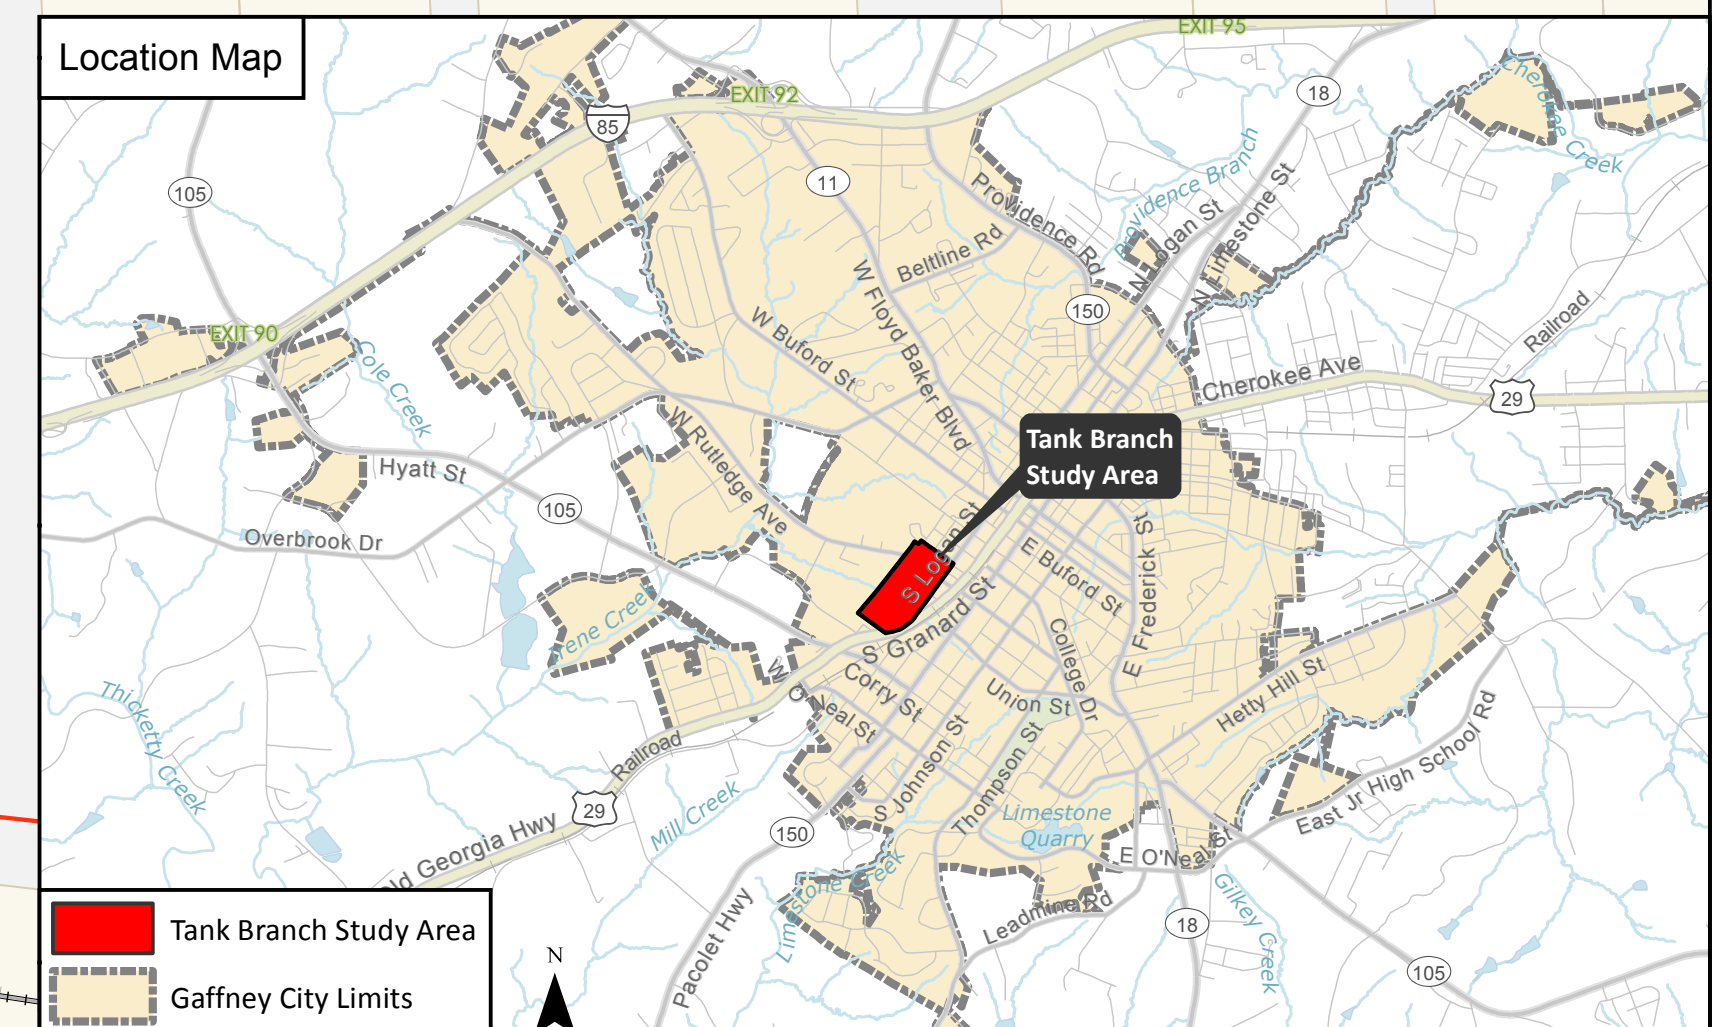 Location Map
EXIT 95
EXIT 92
85
18
Cherokee
Creek
105
11
Providence Branch
Providence Rd
N Logan St
N Limestone St
Beltline Rd
W Floyd Baker Blvd
150
EXIT 90
Cole Creek
W Buford St
Railroad
Cherokee Ave
29
Tank Branch
Study Area
W Rutledge Ave
Hyatt St
105
Overbrook Dr
S Logan St
E Buford St
E Frederick St
Irene Creek
S Granard St
College Dr
Corry St
W O'Neal St
Union St
Hetty Hill St
Thicketty Creek
Railroad
S Johnson St
Thompson St
East Jr High School Rd
29
Mill Creek
150
Limestone
Quarry
Old Georgia Hwy
E O'Neal St
Limestone Creek
Leadmine Rd
Gilkey Creek
18
Pacolet Hwy
105
Tank Branch Study Area
Gaffney City Limits
N